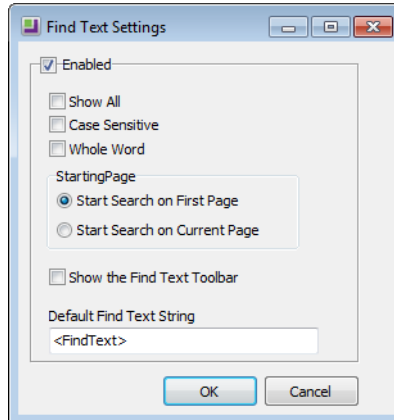 Find Text Settings
Enabled
Show All
Case Sensitive
Whole Word
StartingPage
Start Search on First Page
Start Search on Current Page
Show the Find Text Toolbar
Default Find Text String
<FindText>
OK
Cancel